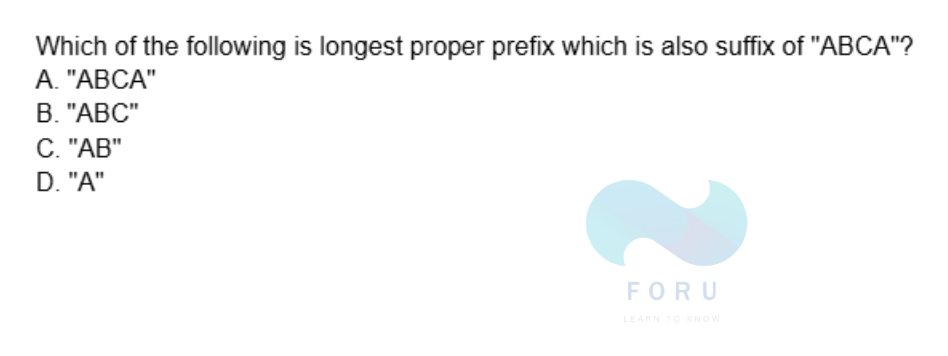 Which of the following is longest proper prefix which is also suffix of "ABCA"?
A. "ABCA"
B. "ABC"
C. "AB"
D. "A"
FORU
LEARN TO KNOW